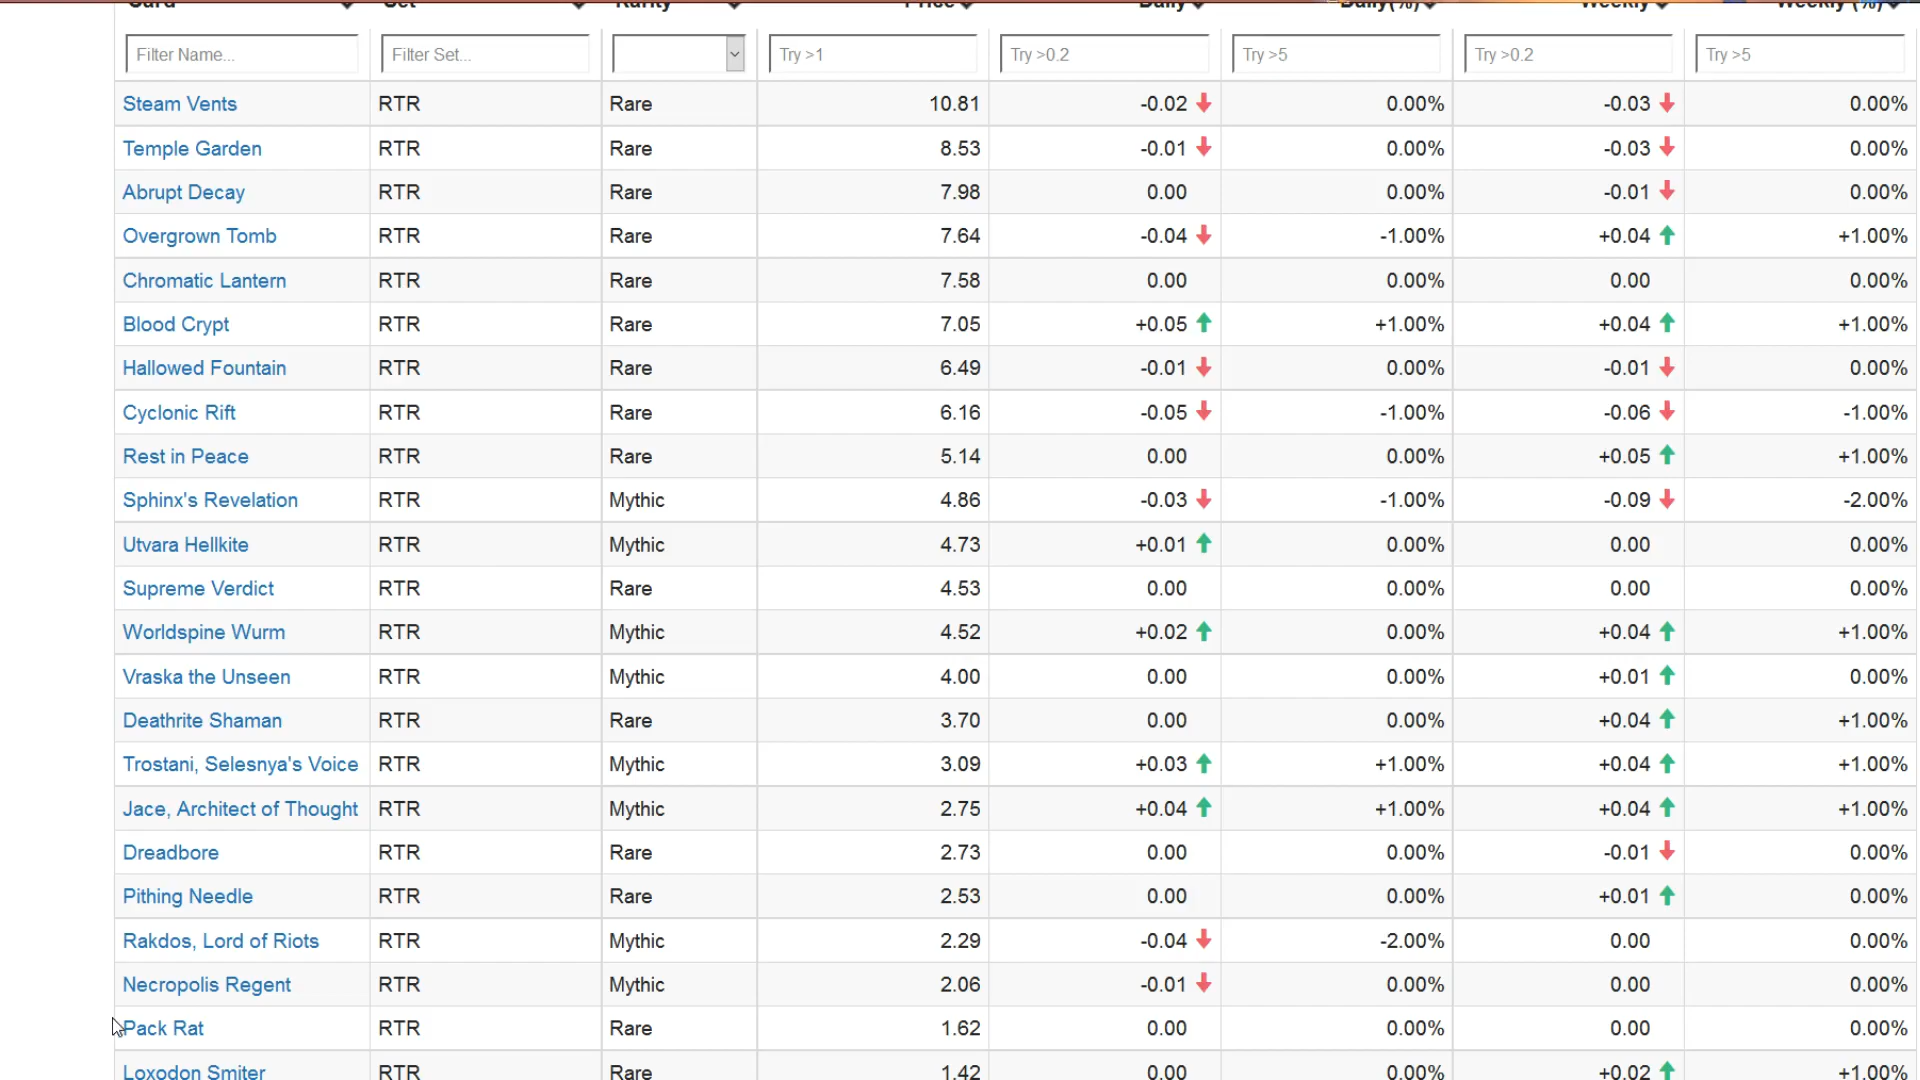 Card Set Rarity Price Daily Daily(%) Weekly Weekly (%)
Filter Name... Filter Set... Try >1 Try >0.2 Try >5 Try >0.2 Try >5
Steam Vents RTR Rare 10.81 -0.02 0.00% -0.03 0.00%
Temple Garden RTR Rare 8.53 -0.01 0.00% -0.03 0.00%
Abrupt Decay RTR Rare 7.98 0.00 0.00% -0.01 0.00%
Overgrown Tomb RTR Rare 7.64 -0.04 -1.00% +0.04 +1.00%
Chromatic Lantern RTR Rare 7.58 0.00 0.00% 0.00 0.00%
Blood Crypt RTR Rare 7.05 +0.05 +1.00% +0.04 +1.00%
Hallowed Fountain RTR Rare 6.49 -0.01 0.00% -0.01 0.00%
Cyclonic Rift RTR Rare 6.16 -0.05 -1.00% -0.06 -1.00%
Rest in Peace RTR Rare 5.14 0.00 0.00% +0.05 +1.00%
Sphinx's Revelation RTR Mythic 4.86 -0.03 -1.00% -0.09 -2.00%
Utvara Hellkite RTR Mythic 4.73 +0.01 0.00% 0.00 0.00%
Supreme Verdict RTR Rare 4.53 0.00 0.00% 0.00 0.00%
Worldspine Wurm RTR Mythic 4.52 +0.02 0.00% +0.04 +1.00%
Vraska the Unseen RTR Mythic 4.00 0.00 0.00% +0.01 0.00%
Deathrite Shaman RTR Rare 3.70 0.00 0.00% +0.04 +1.00%
Trostani, Selesnya's Voice RTR Mythic 3.09 +0.03 +1.00% +0.04 +1.00%
Jace, Architect of Thought RTR Mythic 2.75 +0.04 +1.00% +0.04 +1.00%
Dreadbore RTR Rare 2.73 0.00 0.00% -0.01 0.00%
Pithing Needle RTR Rare 2.53 0.00 0.00% +0.01 0.00%
Rakdos, Lord of Riots RTR Mythic 2.29 -0.04 -2.00% 0.00 0.00%
Necropolis Regent RTR Mythic 2.06 -0.01 0.00% 0.00 0.00%
Pack Rat RTR Rare 1.62 0.00 0.00% 0.00 0.00%
Loxodon Smiter RTR Rare 1.42 0.00 0.00% +0.02 +1.00%